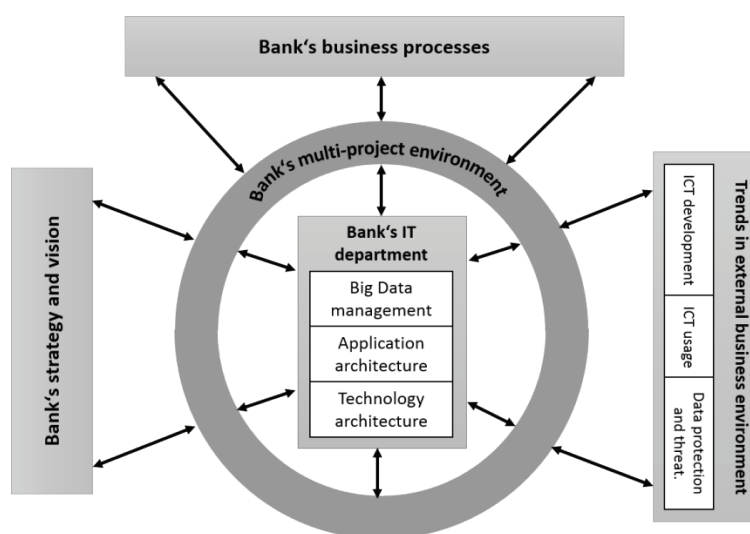 Bank‘s business processes
Bank‘s multi-project environment
Bank‘s strategy and vision
Bank‘s IT
department
Big Data
management
Application
architecture
Technology
architecture
Trends in external business environment
ICT development
ICT usage
Data protection
and threat.